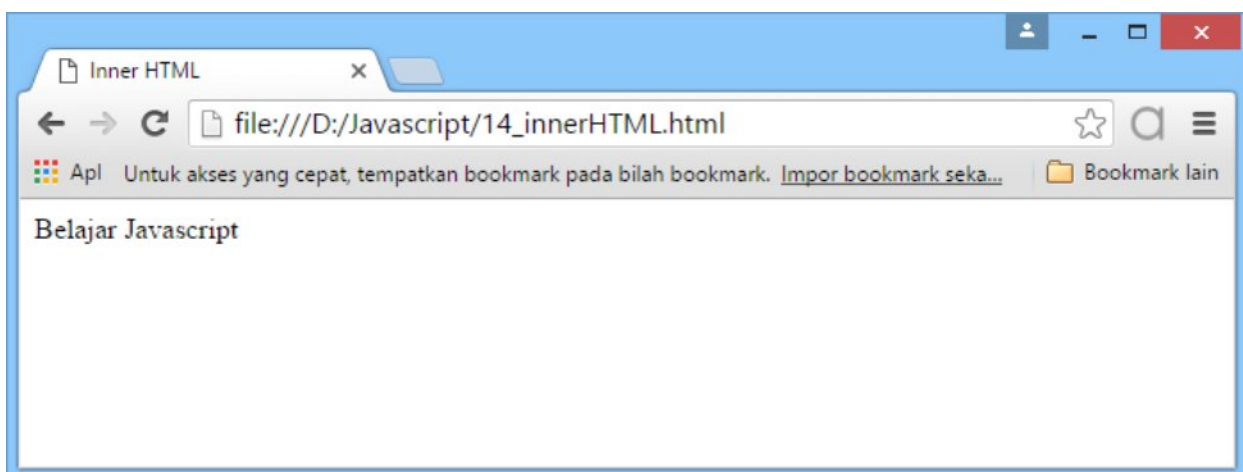 Inner HTML
file:///D:/Javascript/14_innerHTML.html
Apl Untuk akses yang cepat, tempatkan bookmark pada bilah bookmark. Impor bookmark seka... Bookmark lain
Belajar Javascript